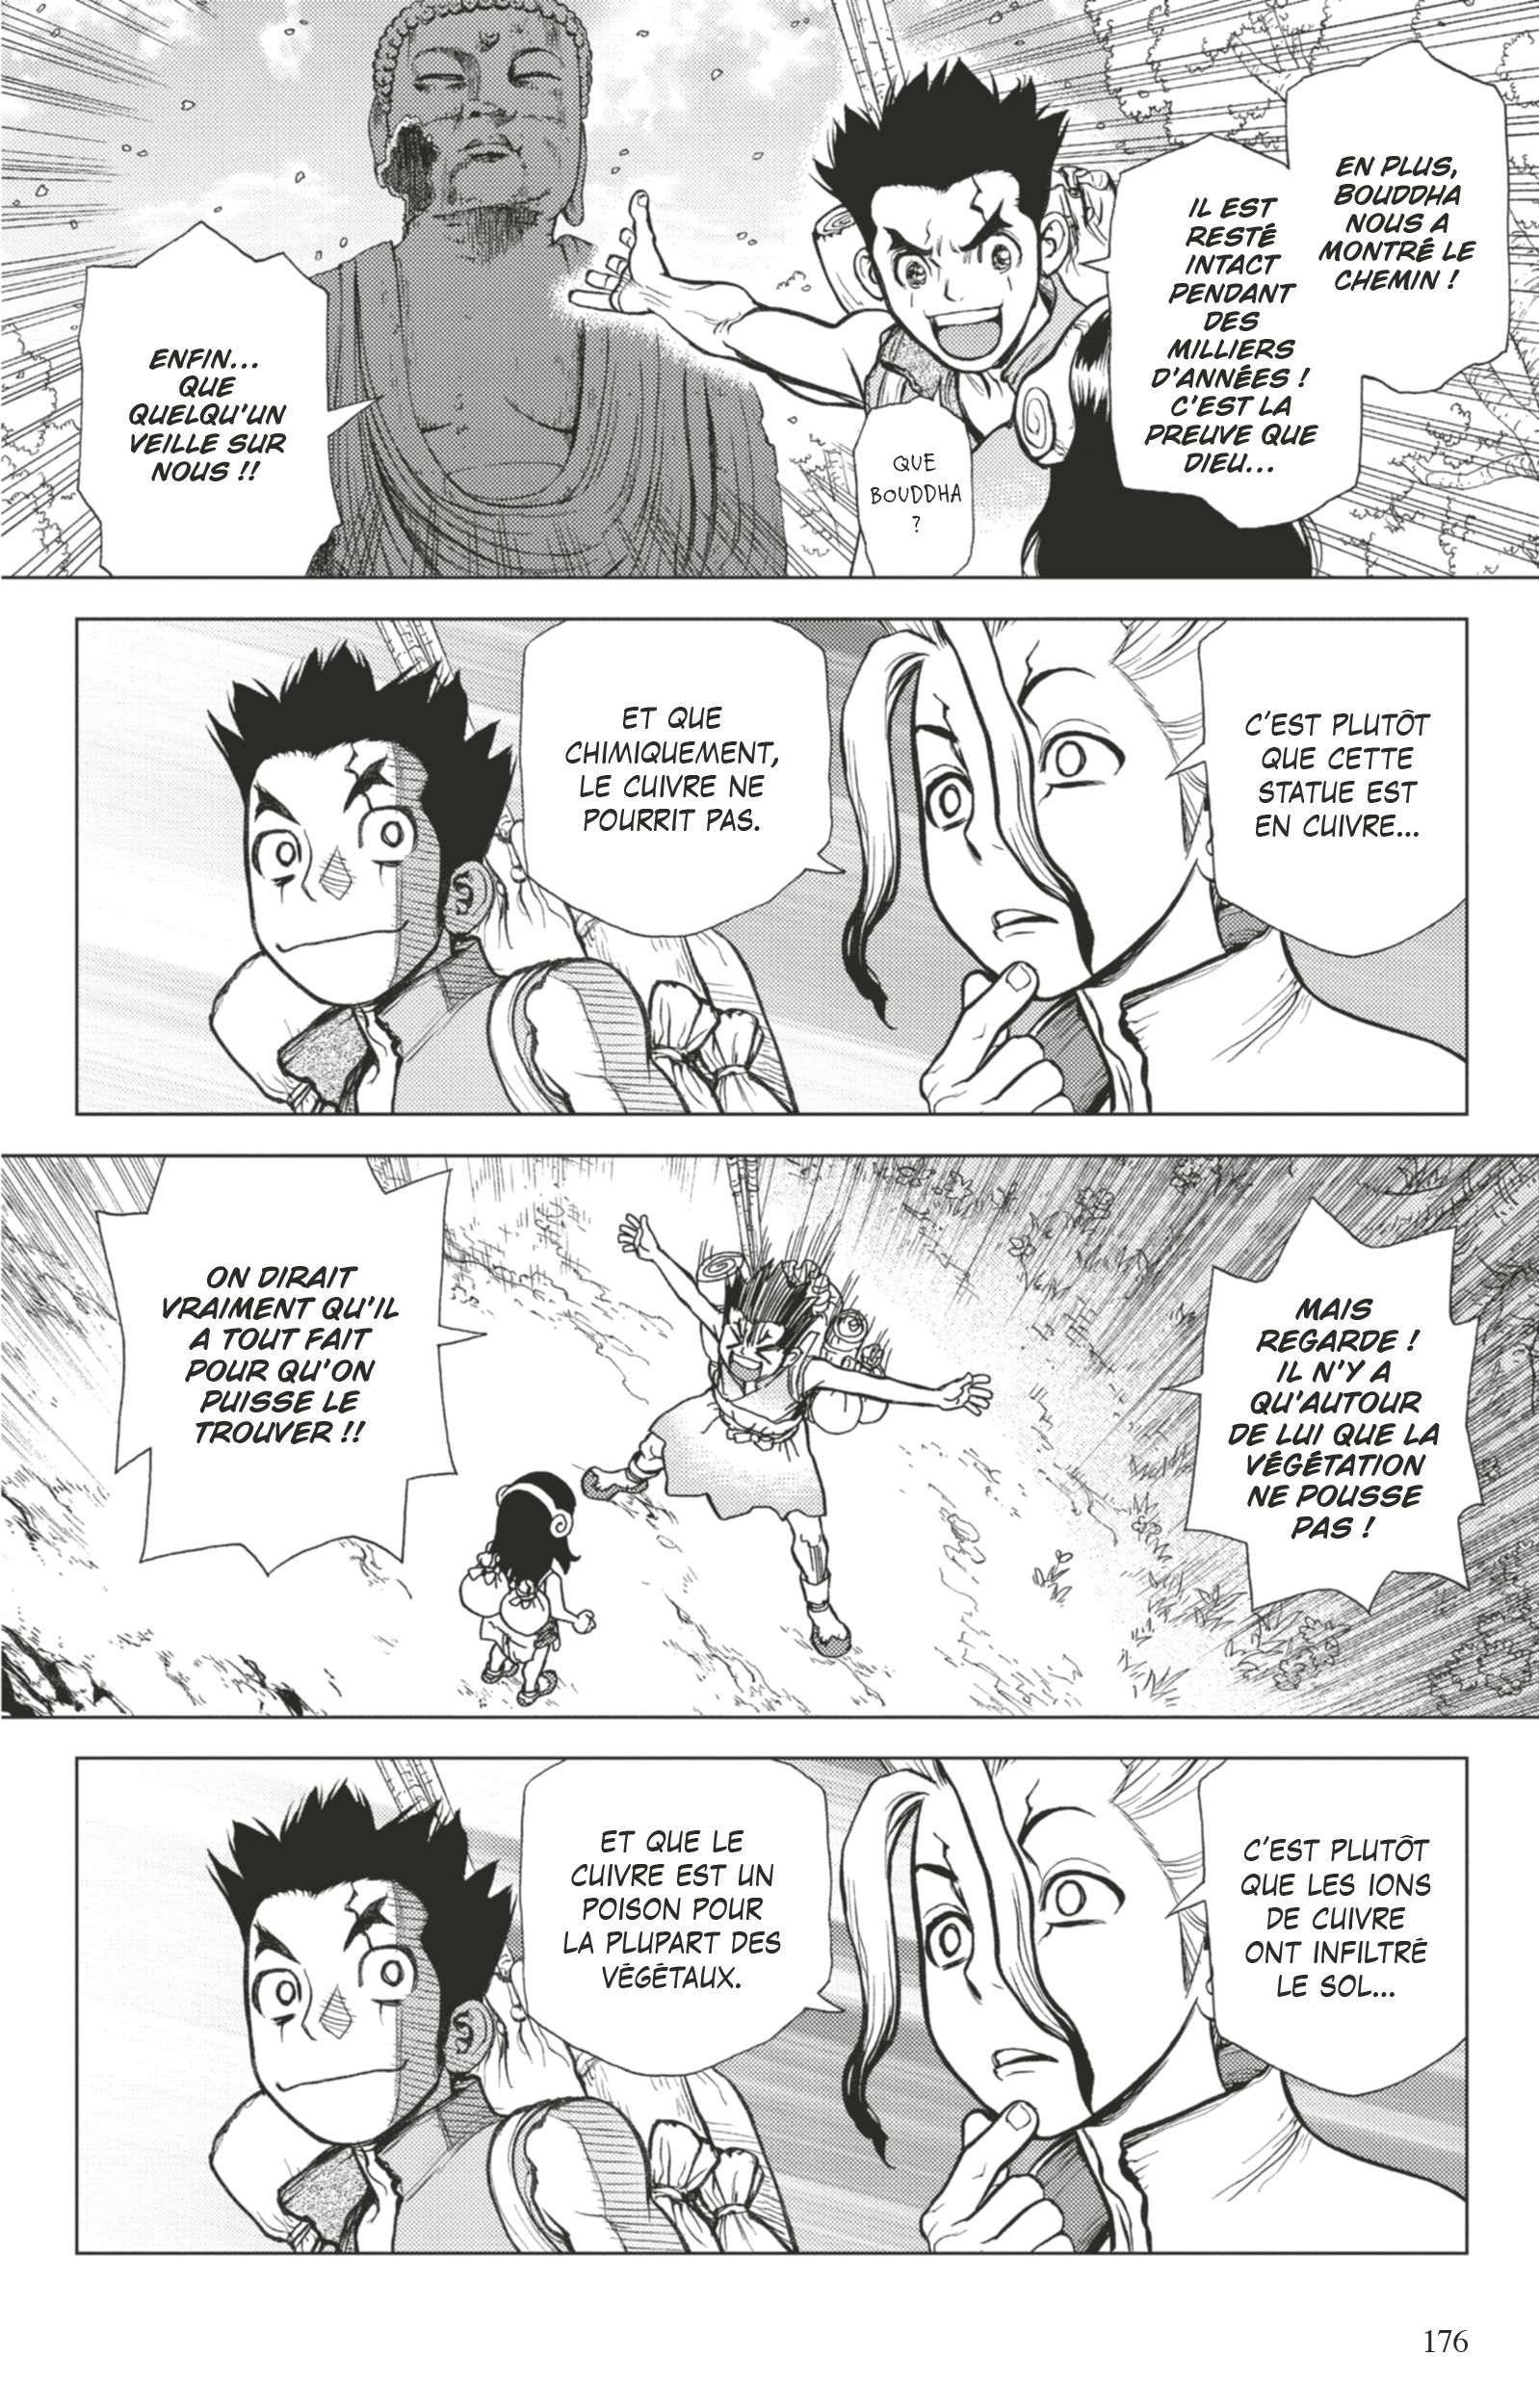 EN PLUS,
BOUDDHA
NOUS A
MONTRÉ LE
CHEMIN !
IL EST
RESTÉ
INTACT
PENDANT
DES
MILLIERS
D'ANNÉES !
C'EST LA
PREUVE QUE
DIEU...
QUE
BOUDDHA
?
ENFIN...
QUE
QUELQU'UN
VEILLE SUR
NOUS !!
C'EST PLUTÔT
QUE CETTE
STATUE EST
EN CUIVRE...
ET QUE
CHIMIQUEMENT,
LE CUIVRE NE
POURRIT PAS.
MAIS
REGARDE !
IL N'Y A
QU'AUTOUR
DE LUI QUE LA
VÉGÉTATION
NE POUSSE
PAS !
ON DIRAIT
VRAIMENT QU'IL
A TOUT FAIT
POUR QU'ON
PUISSE LE
TROUVER !!
C'EST PLUTÔT
QUE LES IONS
DE CUIVRE
ONT INFILTRÉ
LE SOL...
ET QUE LE
CUIVRE EST UN
POISON POUR
LA PLUPART DES
VÉGÉTAUX.
176